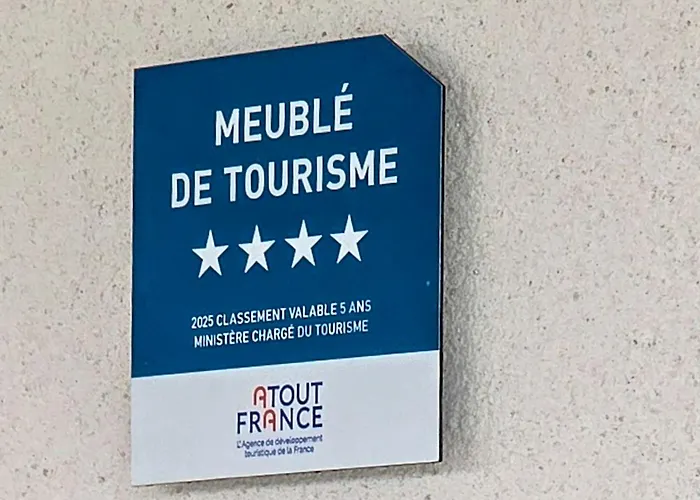 MEUBLÉ
DE TOURISME
2025 CLASSEMENT VALABLE 5 ANS
MINISTÈRE CHARGÉ DU TOURISME
ATOUT
FRANCE
L'Agence de développement
touristique de la France